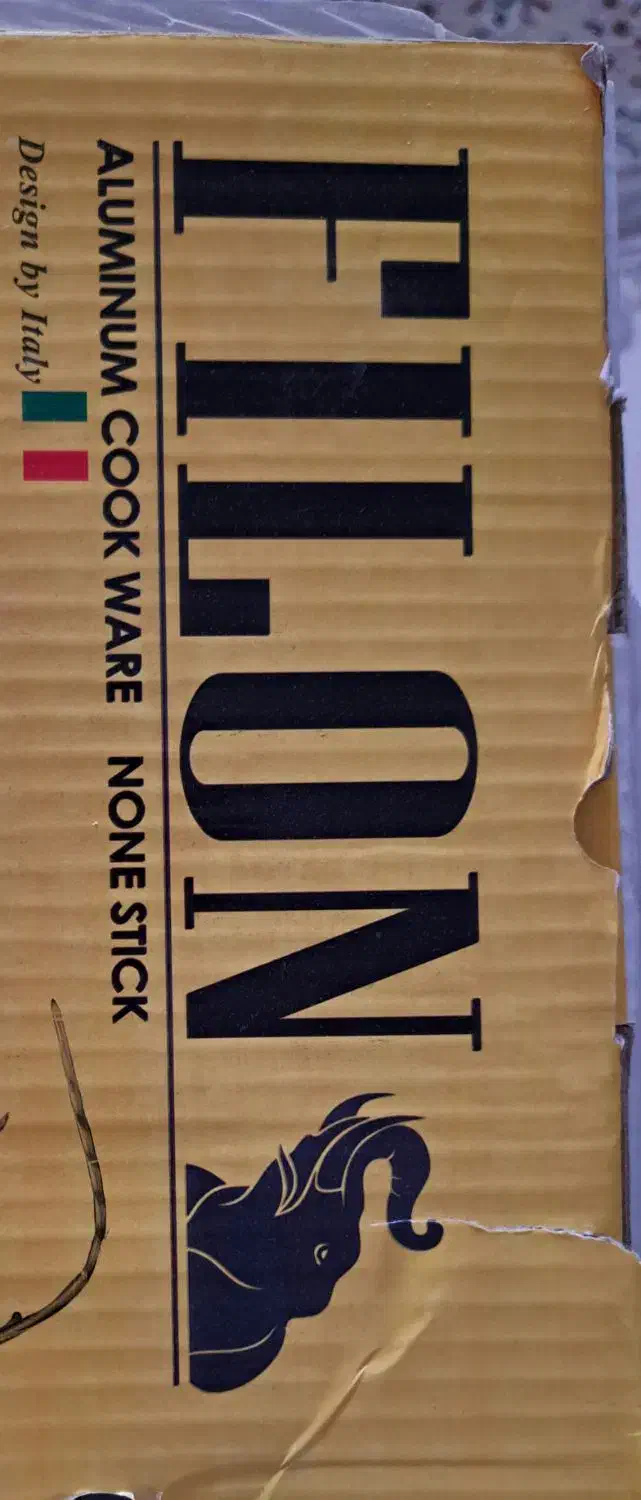 FILON
ALUMINUM COOK WARE NONE STICK
Design by Italy